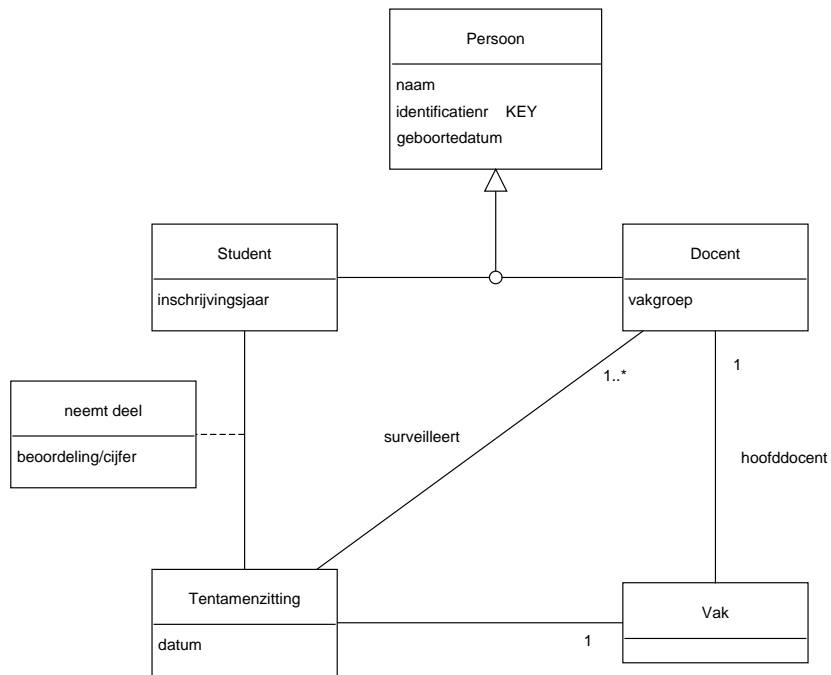 Persoon
naam
identificatienr KEY
geboortedatum
Student
inschrijvingsjaar
Docent
vakgroep
1..*
1
neemt deel
beoordeling/cijfer
surveilleert
hoofddocent
Tentamenzitting
datum
Vak
1